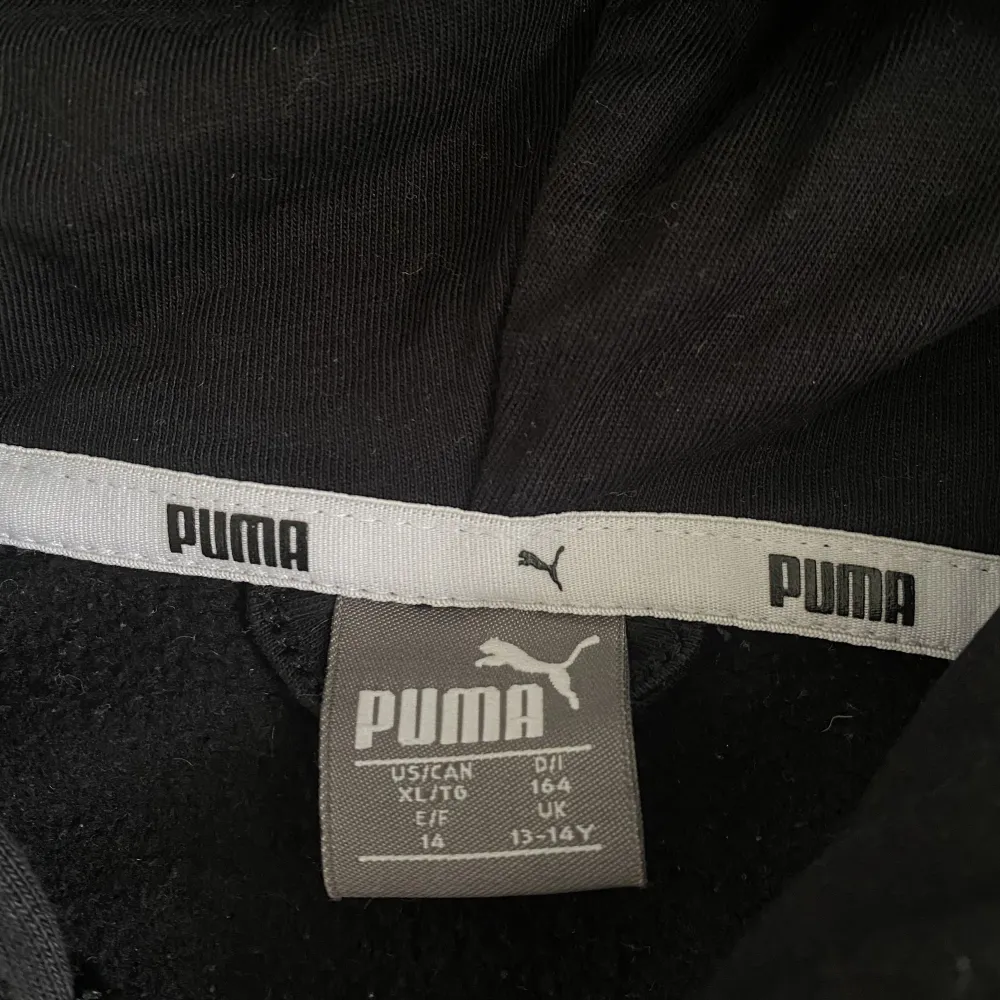 PUMA PUMA
PUMA
US/CAN D/I
XL/TG 164
E/F UK
14 13-14Y